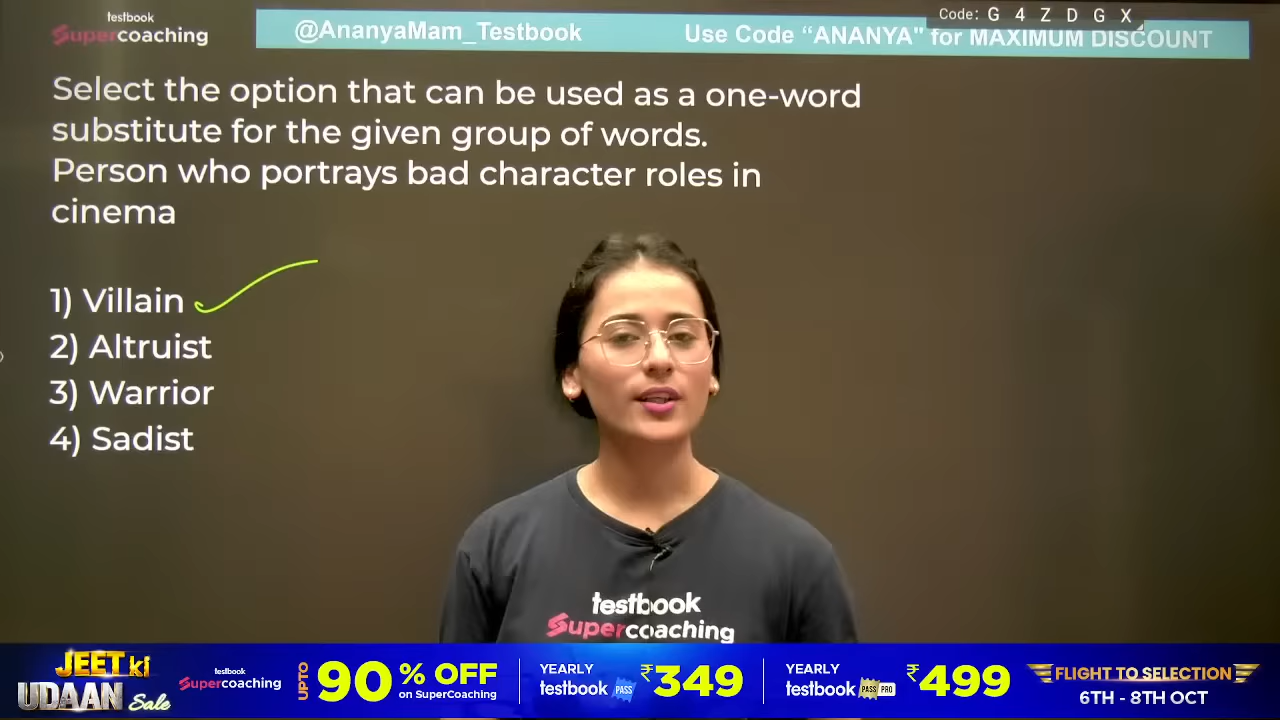 testbook
Supercoaching
@AnanyaMam_Testbook
Use Code “ANANYA" for MAXIMUM DISCOUNT
Code: G 4 Z D G X
Select the option that can be used as a one-word
substitute for the given group of words.
Person who portrays bad character roles in
cinema
1) Villain
2) Altruist
3) Warrior
4) Sadist
testbook
Supercoaching
JEET ki
UDAAN Sale
testbook
Supercoaching
UPTO 90% OFF
on SuperCoaching
YEARLY
testbook PASS
₹349
YEARLY
testbook PASS PRO
₹499
FLIGHT TO SELECTION
6TH - 8TH OCT